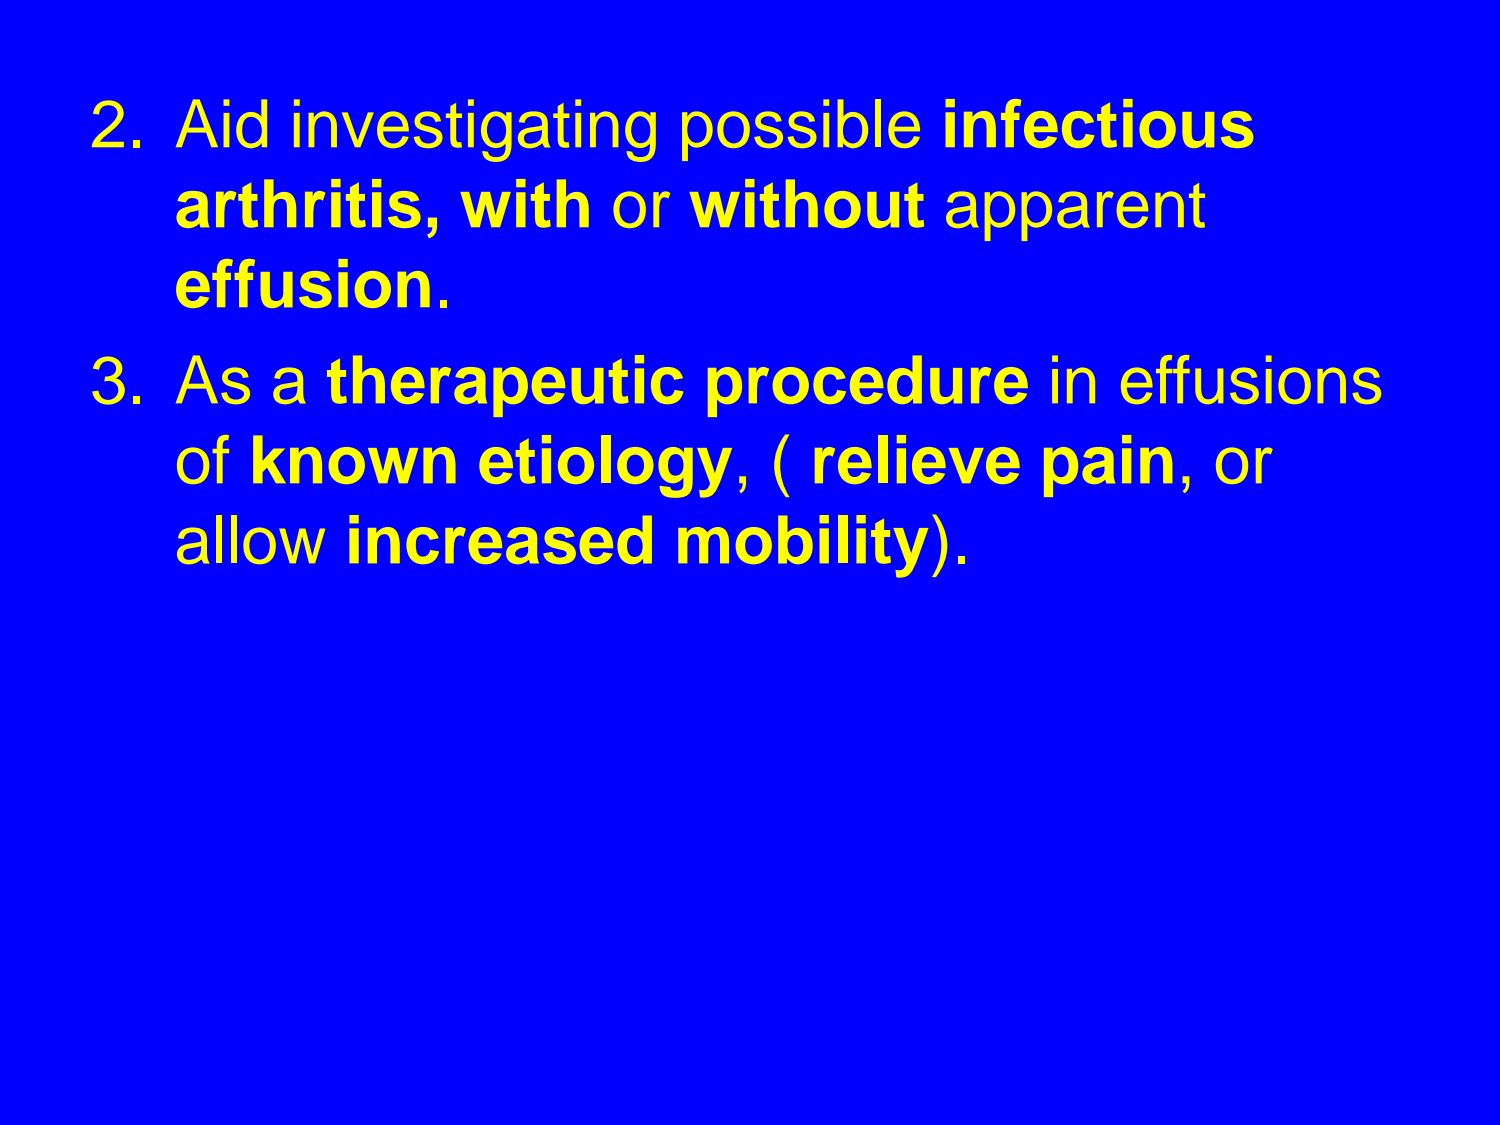 2. Aid investigating possible infectious
arthritis, with or without apparent
effusion.
3. As a therapeutic procedure in effusions
of known etiology, ( relieve pain, or
allow increased mobility).